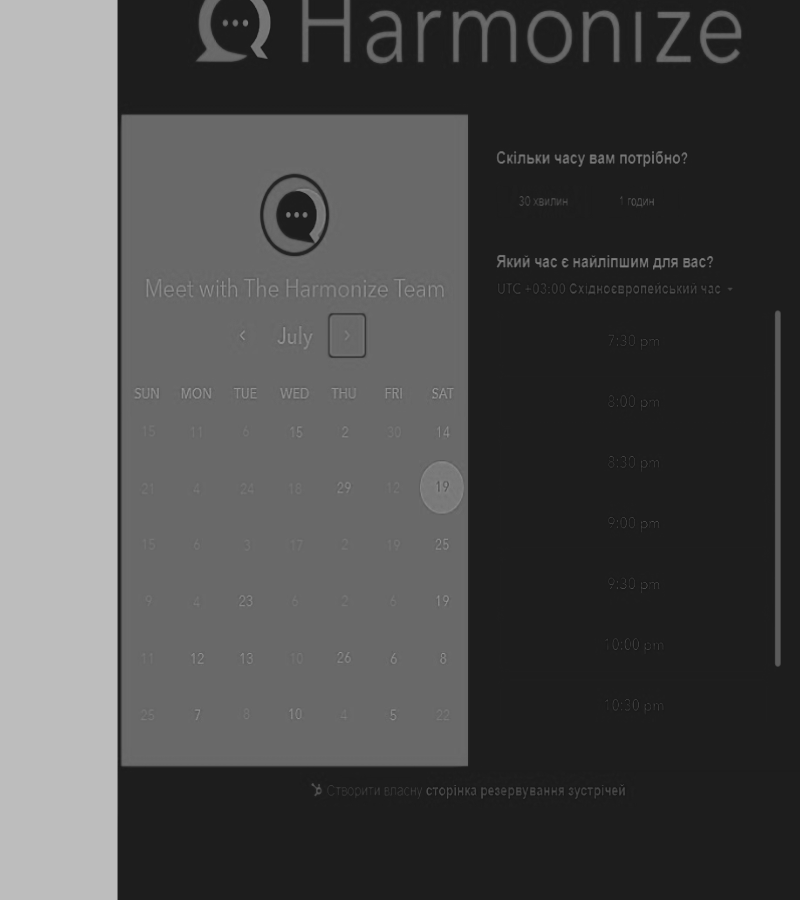 Harmonize
Meet with The Harmonize Team
July
SUN MON TUE WED THU FRI SAT
15 11 6 15 2 30 14
21 4 24 18 29 12 19
15 6 3 17 2 19 25
9 4 23 6 2 6 19
11 12 13 10 26 6 8
25 7 8 10 4 5 22
Скільки часу вам потрібно?
30 хвилин 1 годин
Який час є найліпшим для вас?
UTC +03:00 Східноєвропейський час
7:30 pm
8:00 pm
8:30 pm
9:00 pm
9:30 pm
10:00 pm
10:30 pm
Створити власну сторінка резервування зустрічей